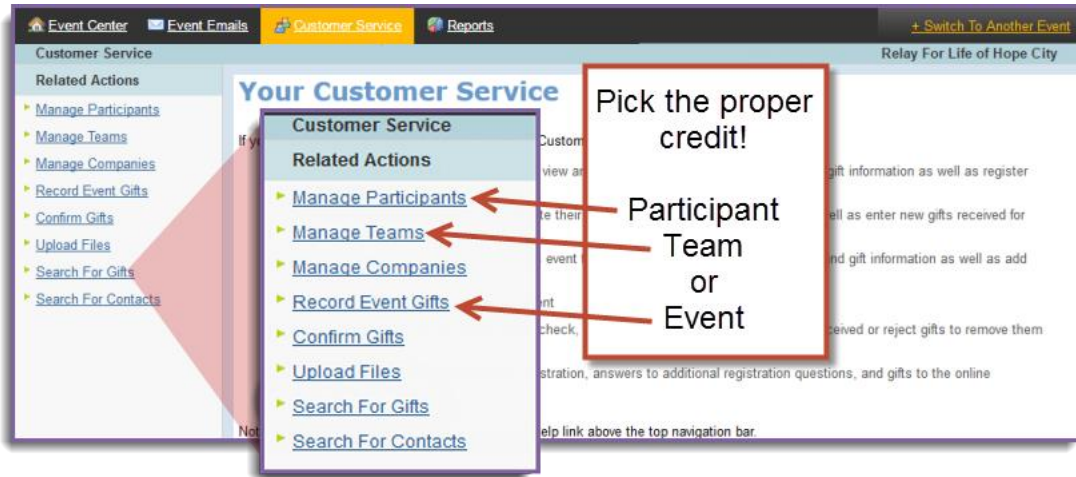 Event Center Event Emails Customer Service Reports + Switch To Another Event
Customer Service Relay For Life of Hope City
Related Actions
Manage Participants
Manage Teams
Manage Companies
Record Event Gifts
Confirm Gifts
Upload Files
Search For Gifts
Search For Contacts
Your Customer Service
If Custom
view gift information as well as register
te their ell as enter new gifts received for
event nd gift information as well as add
ent
check, ceived or reject gifts to remove them
stration, answers to additional registration questions, and gifts to the online
Not elp link above the top navigation bar.
Customer Service
Related Actions
Manage Participants
Manage Teams
Manage Companies
Record Event Gifts
Confirm Gifts
Upload Files
Search For Gifts
Search For Contacts
Pick the proper
credit!
Participant
Team
or
Event